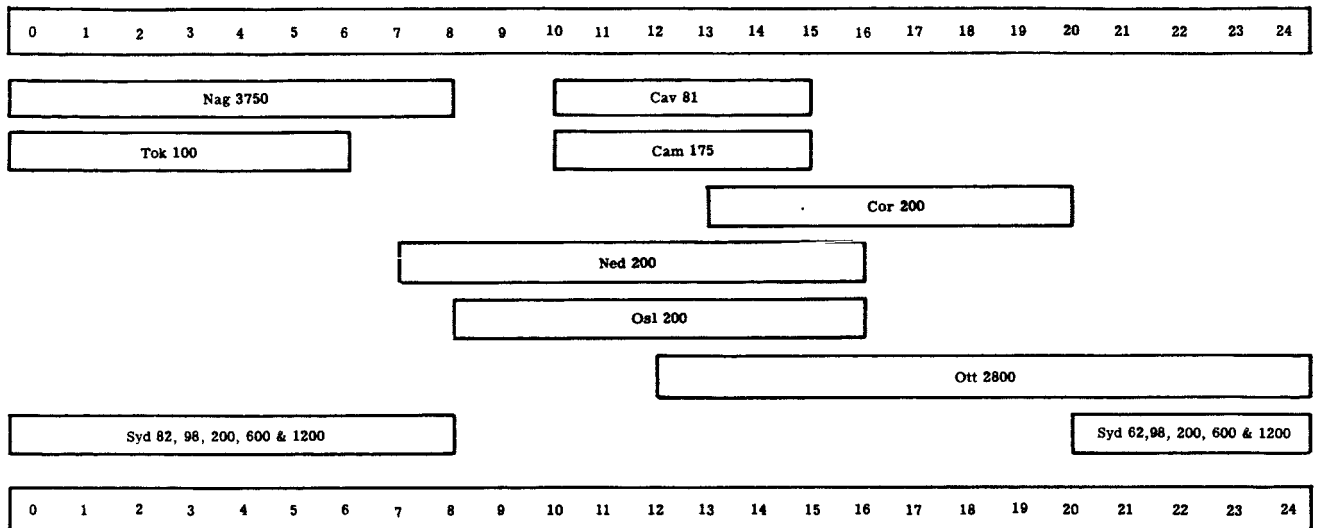 0 1 2 3 4 5 6 7 8 9 10 11 12 13 14 15 16 17 18 19 20 21 22 23 24
Nag 3750 Cav 81
Tok 100 Cam 175
Cor 200
Ned 200
Osl 200
Ott 2800
Syd 82, 98, 200, 600 & 1200 Syd 62,98, 200, 600 & 1200
0 1 2 3 4 5 6 7 8 9 10 11 12 13 14 15 16 17 18 19 20 21 22 23 24